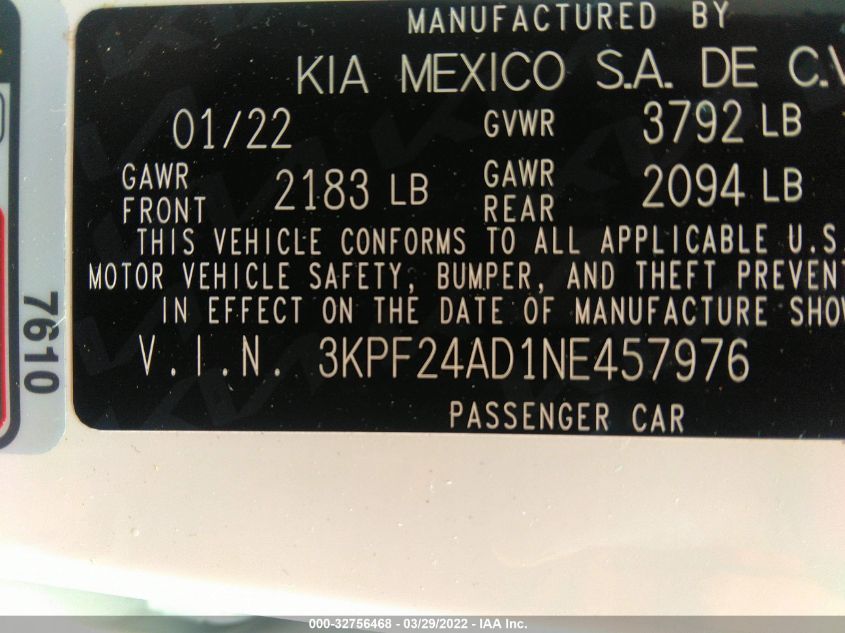 MANUFACTURED BY
KIA MEXICO S.A. DE C.V
01/22 GVWR 3792 LB
GAWR FRONT 2183 LB GAWR REAR 2094 LB
THIS VEHICLE CONFORMS TO ALL APPLICABLE U.S.
MOTOR VEHICLE SAFETY, BUMPER, AND THEFT PREVENT
IN EFFECT ON THE DATE OF MANUFACTURE SHO
V.I.N. 3KPF24AD1NE457976
PASSENGER CAR
7610
000-32756468 - 03/29/2022 - IAA Inc.